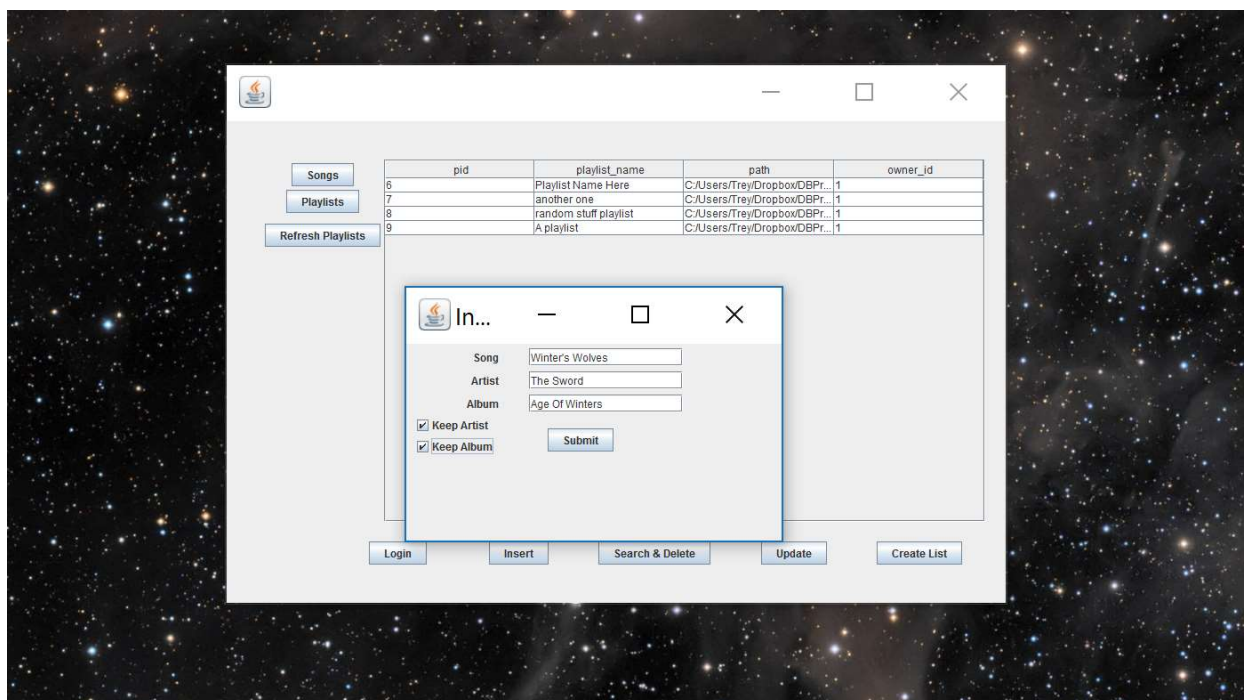 Songs
Playlists
Refresh Playlists
pid playlist_name path owner_id
6 Playlist Name Here C:/Users/Trey/Dropbox/DBPr... 1
7 another one C:/Users/Trey/Dropbox/DBPr... 1
8 random stuff playlist C:/Users/Trey/Dropbox/DBPr... 1
9 A playlist C:/Users/Trey/Dropbox/DBPr... 1
In...
Song Winter's Wolves
Artist The Sword
Album Age Of Winters
Keep Artist
Submit
Keep Album
Login Insert Search & Delete Update Create List